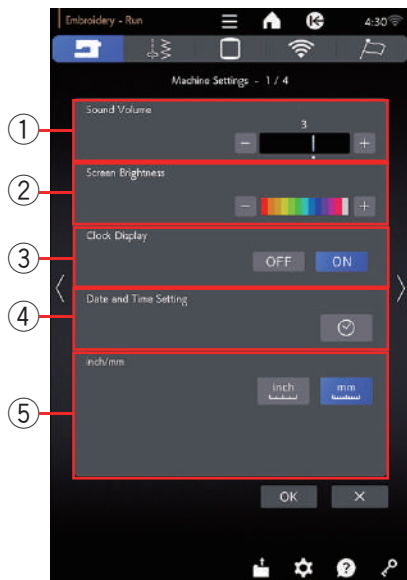 Embroidery - Run
4:30
Machine Settings - 1 / 4
1
Sound Volume
3
- +
2
Screen Brightness
- +
3
Clock Display
OFF ON
4
Date and Time Setting
5
inch/mm
inch mm
OK ×
?